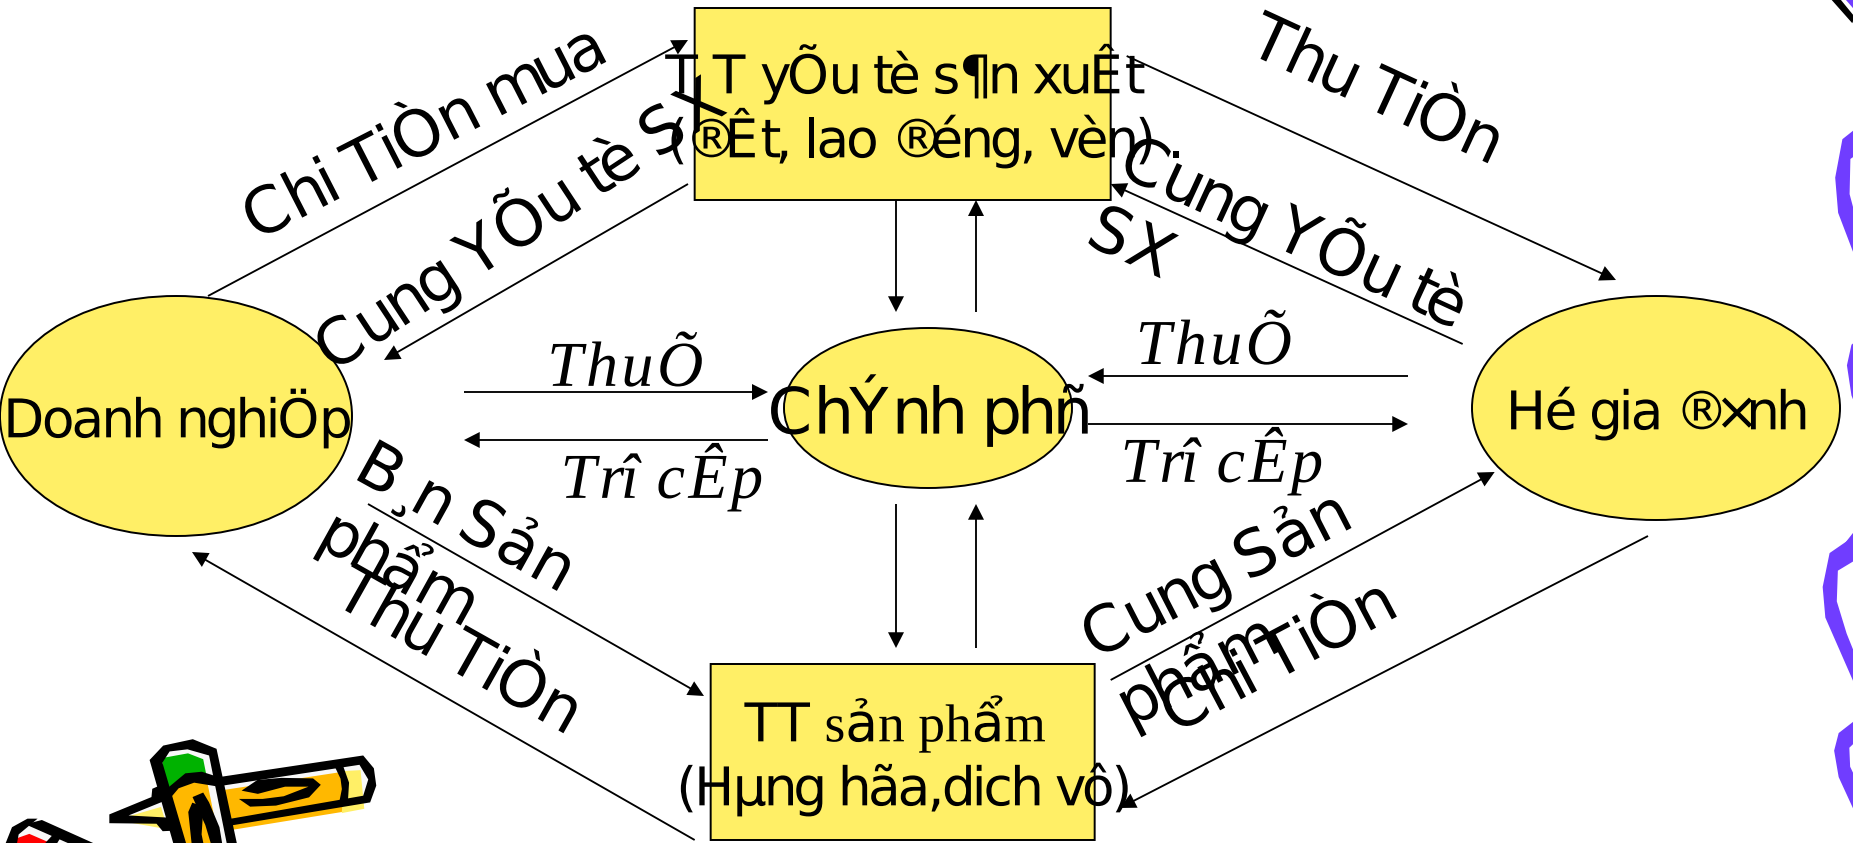 Chi TiÒn mua
T T yÕu tè s¶n xuÊt
(®Êt, lao ®éng, vèn)
Thu TiÒn
Cung YÕu tè SX
Cung YÕu tè
SX
ThuÕ
ThuÕ
Doanh nghiÖp
ChÝnh phñ
Hé gia ®×nh
Trî cÊp
Trî cÊp
B¸n Sản
phẩm
Thu TiÒn
Cung Sản
phẩm
Chi TiÒn
TT sản phẩm
(Hµng hãa,dich vô)